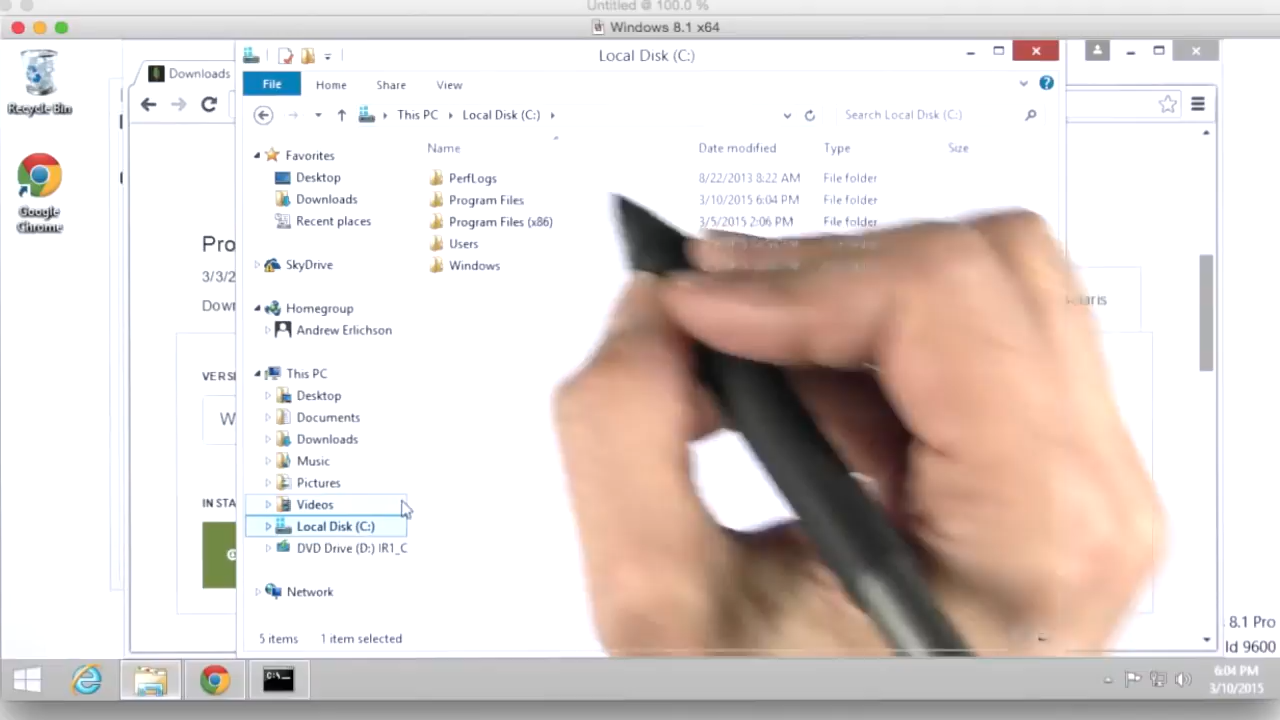 Untitled @ 100.0 %
Windows 8.1 x64
Recycle Bin
Google Chrome
Downloads
Local Disk (C:)
File Home Share View
This PC Local Disk (C:)
Search Local Disk (C:)
Name Date modified Type Size
PerfLogs 8/22/2013 8:22 AM File folder
Program Files 3/10/2015 6:04 PM File folder
Program Files (x86) 3/5/2015 2:06 PM File folder
Users
Windows
Favorites
Desktop
Downloads
Recent places
SkyDrive
Homegroup
Andrew Erlichson
This PC
Desktop
Documents
Downloads
Music
Pictures
Videos
Local Disk (C:)
DVD Drive (D:) IR1_C
Network
5 items 1 item selected
Pro
3/3/2
Down
VERS
W
INSTA
laris
8.1 Pro
ld 9600
C:\
6:04 PM
3/10/2015